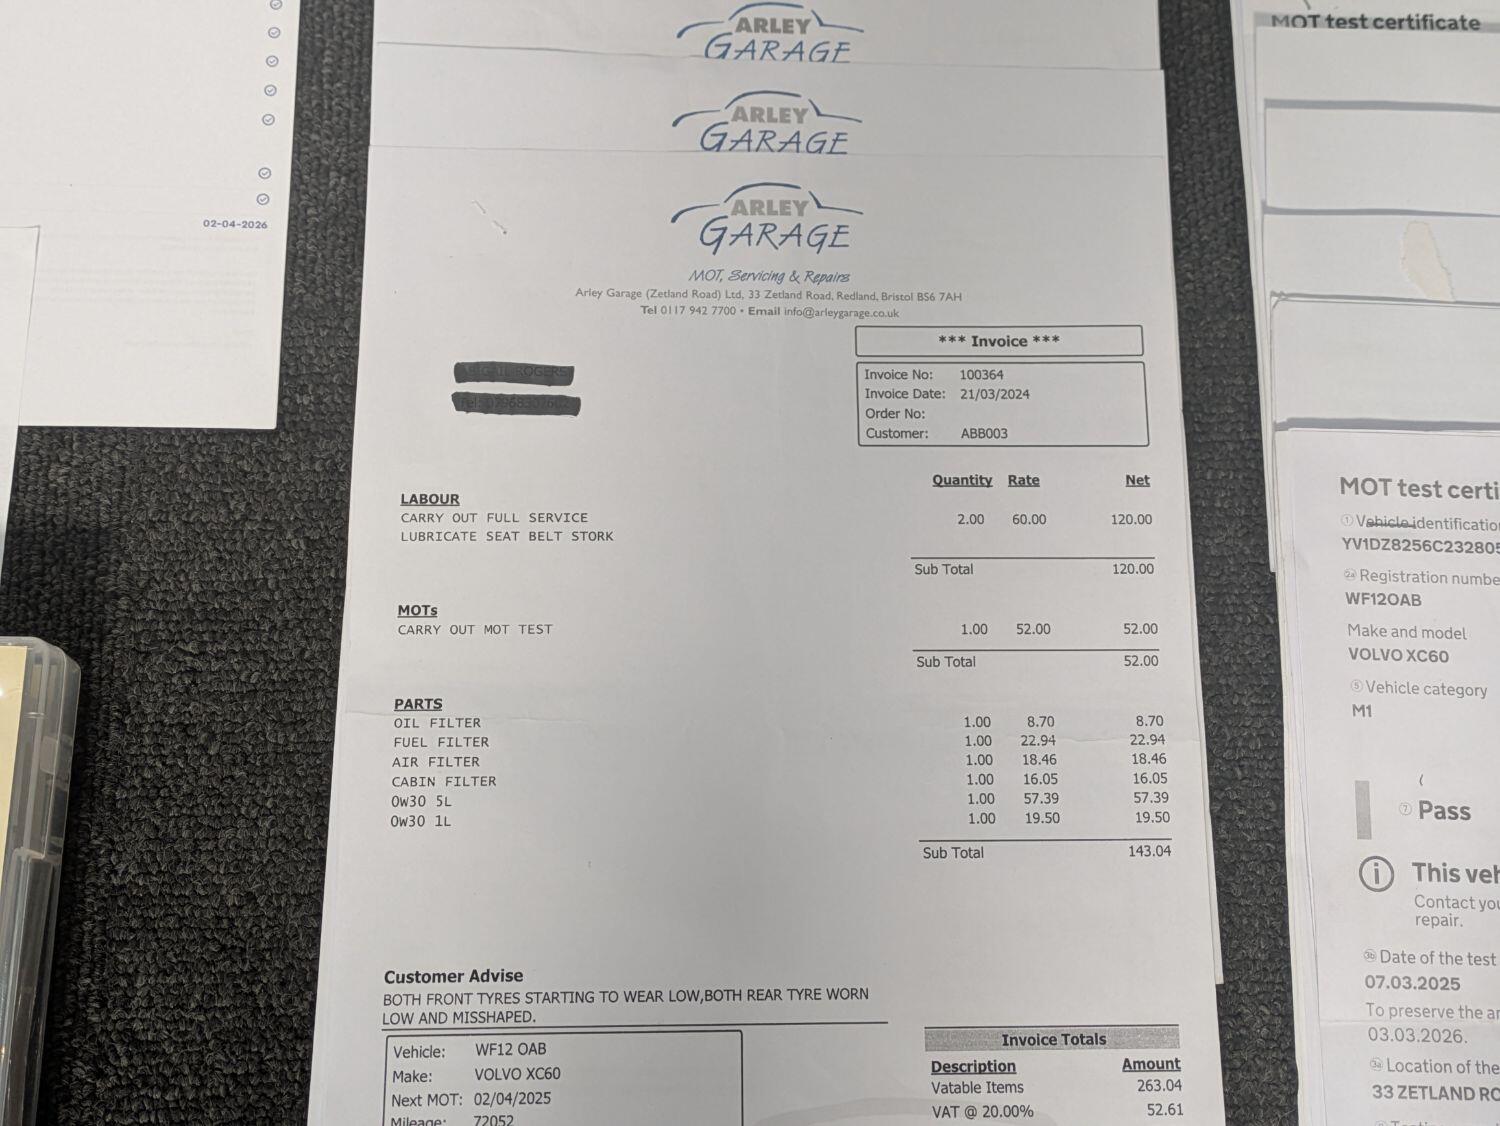 02-04-2026
ARLEY
GARAGE
ARLEY
GARAGE
ARLEY
GARAGE
MOT, Servicing & Repairs
Arley Garage (Zetland Road) Ltd, 33 Zetland Road, Redland, Bristol BS6 7AH
Tel 0117 942 7700 • Email info@arleygarage.co.uk
*** Invoice ***
Invoice No: 100364
Invoice Date: 21/03/2024
Order No:
Customer: ABB003
Quantity Rate Net
LABOUR
CARRY OUT FULL SERVICE 2.00 60.00 120.00
LUBRICATE SEAT BELT STORK
Sub Total 120.00
MOTs
CARRY OUT MOT TEST 1.00 52.00 52.00
Sub Total 52.00
PARTS
OIL FILTER 1.00 8.70 8.70
FUEL FILTER 1.00 22.94 22.94
AIR FILTER 1.00 18.46 18.46
CABIN FILTER 1.00 16.05 16.05
0W30 5L 1.00 57.39 57.39
0W30 1L 1.00 19.50 19.50
Sub Total 143.04
Customer Advise
BOTH FRONT TYRES STARTING TO WEAR LOW,BOTH REAR TYRE WORN
LOW AND MISSHAPED.
Vehicle: WF12 OAB
Make: VOLVO XC60
Next MOT: 02/04/2025
Mileage: 72052
Invoice Totals
Description Amount
Vatable Items 263.04
VAT @ 20.00% 52.61
MOT test certificate
MOT test certi
1 Vehicle identificatio
YV1DZ8256C232805
2a Registration numbe
WF12OAB
Make and model
VOLVO XC60
5 Vehicle category
M1
7 Pass
This veh
Contact you
repair.
3b Date of the test
07.03.2025
To preserve the an
03.03.2026.
3a Location of the
33 ZETLAND RO